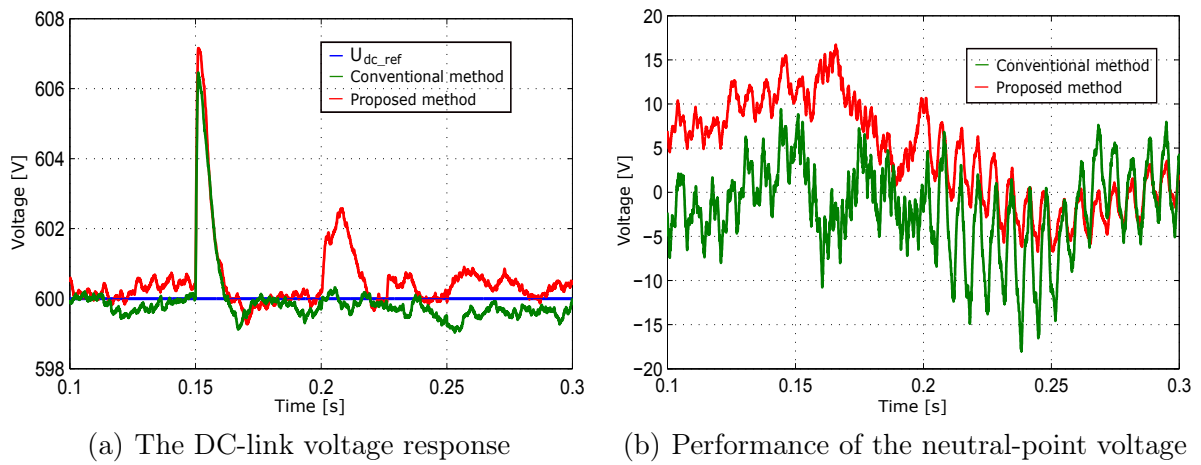 608
606
604
602
600
598
Voltage [V]
U_dc_ref
Conventional method
Proposed method
0.1 0.15 0.2 0.25 0.3
Time [s]
(a) The DC-link voltage response
20
15
10
5
0
−5
−10
−15
−20
Voltage [V]
Conventional method
Proposed method
0.1 0.15 0.2 0.25 0.3
Time [s]
(b) Performance of the neutral-point voltage